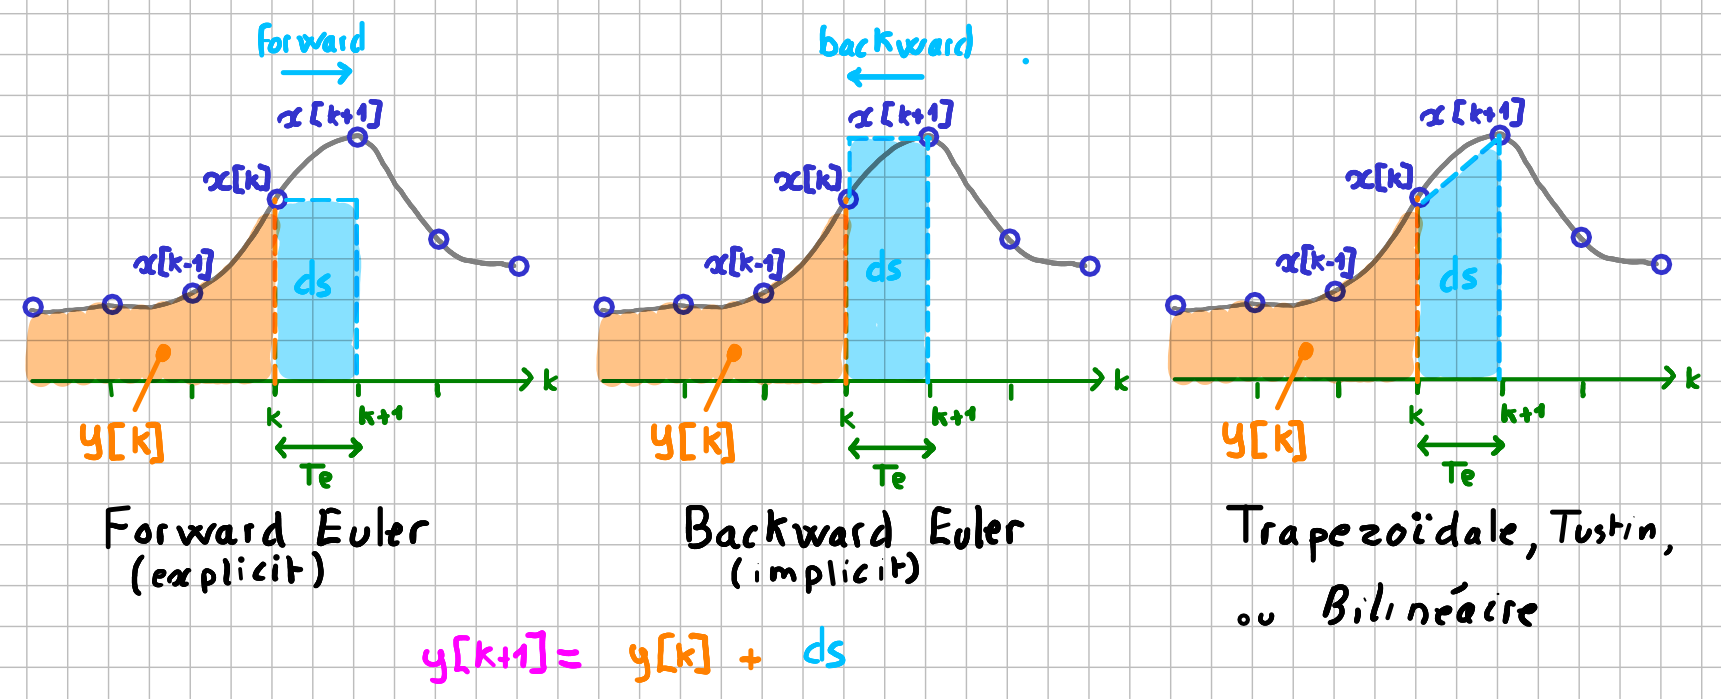 forward
x[k+1]
x[k]
x[k-1]
ds
k
k
k+1
y[k]
Te
Forward Euler
(explicit)
backward
x[k+1]
x[k]
x[k-1]
ds
k
k
k+1
y[k]
Te
Backward Euler
(implicit)
x[k+1]
x[k]
x[k-1]
ds
k
k
k+1
y[k]
Te
Trapezoïdale, Tustin,
ou Bilinéaire
y[k+1] = y[k] + ds